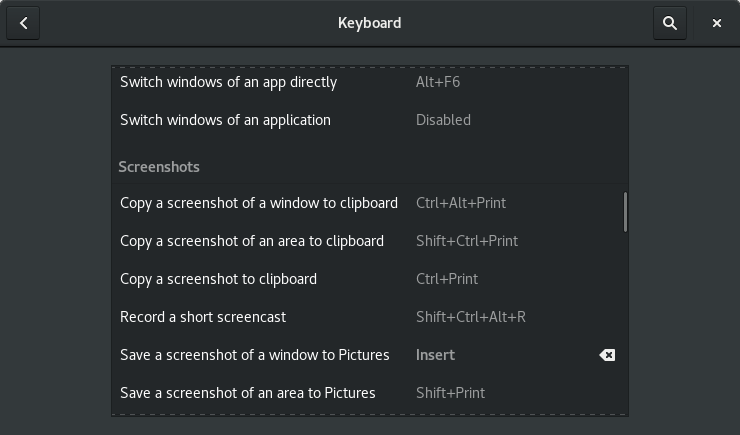 Keyboard
Switch windows of an app directly Alt+F6
Switch windows of an application Disabled
Screenshots
Copy a screenshot of a window to clipboard Ctrl+Alt+Print
Copy a screenshot of an area to clipboard Shift+Ctrl+Print
Copy a screenshot to clipboard Ctrl+Print
Record a short screencast Shift+Ctrl+Alt+R
Save a screenshot of a window to Pictures Insert
Save a screenshot of an area to Pictures Shift+Print